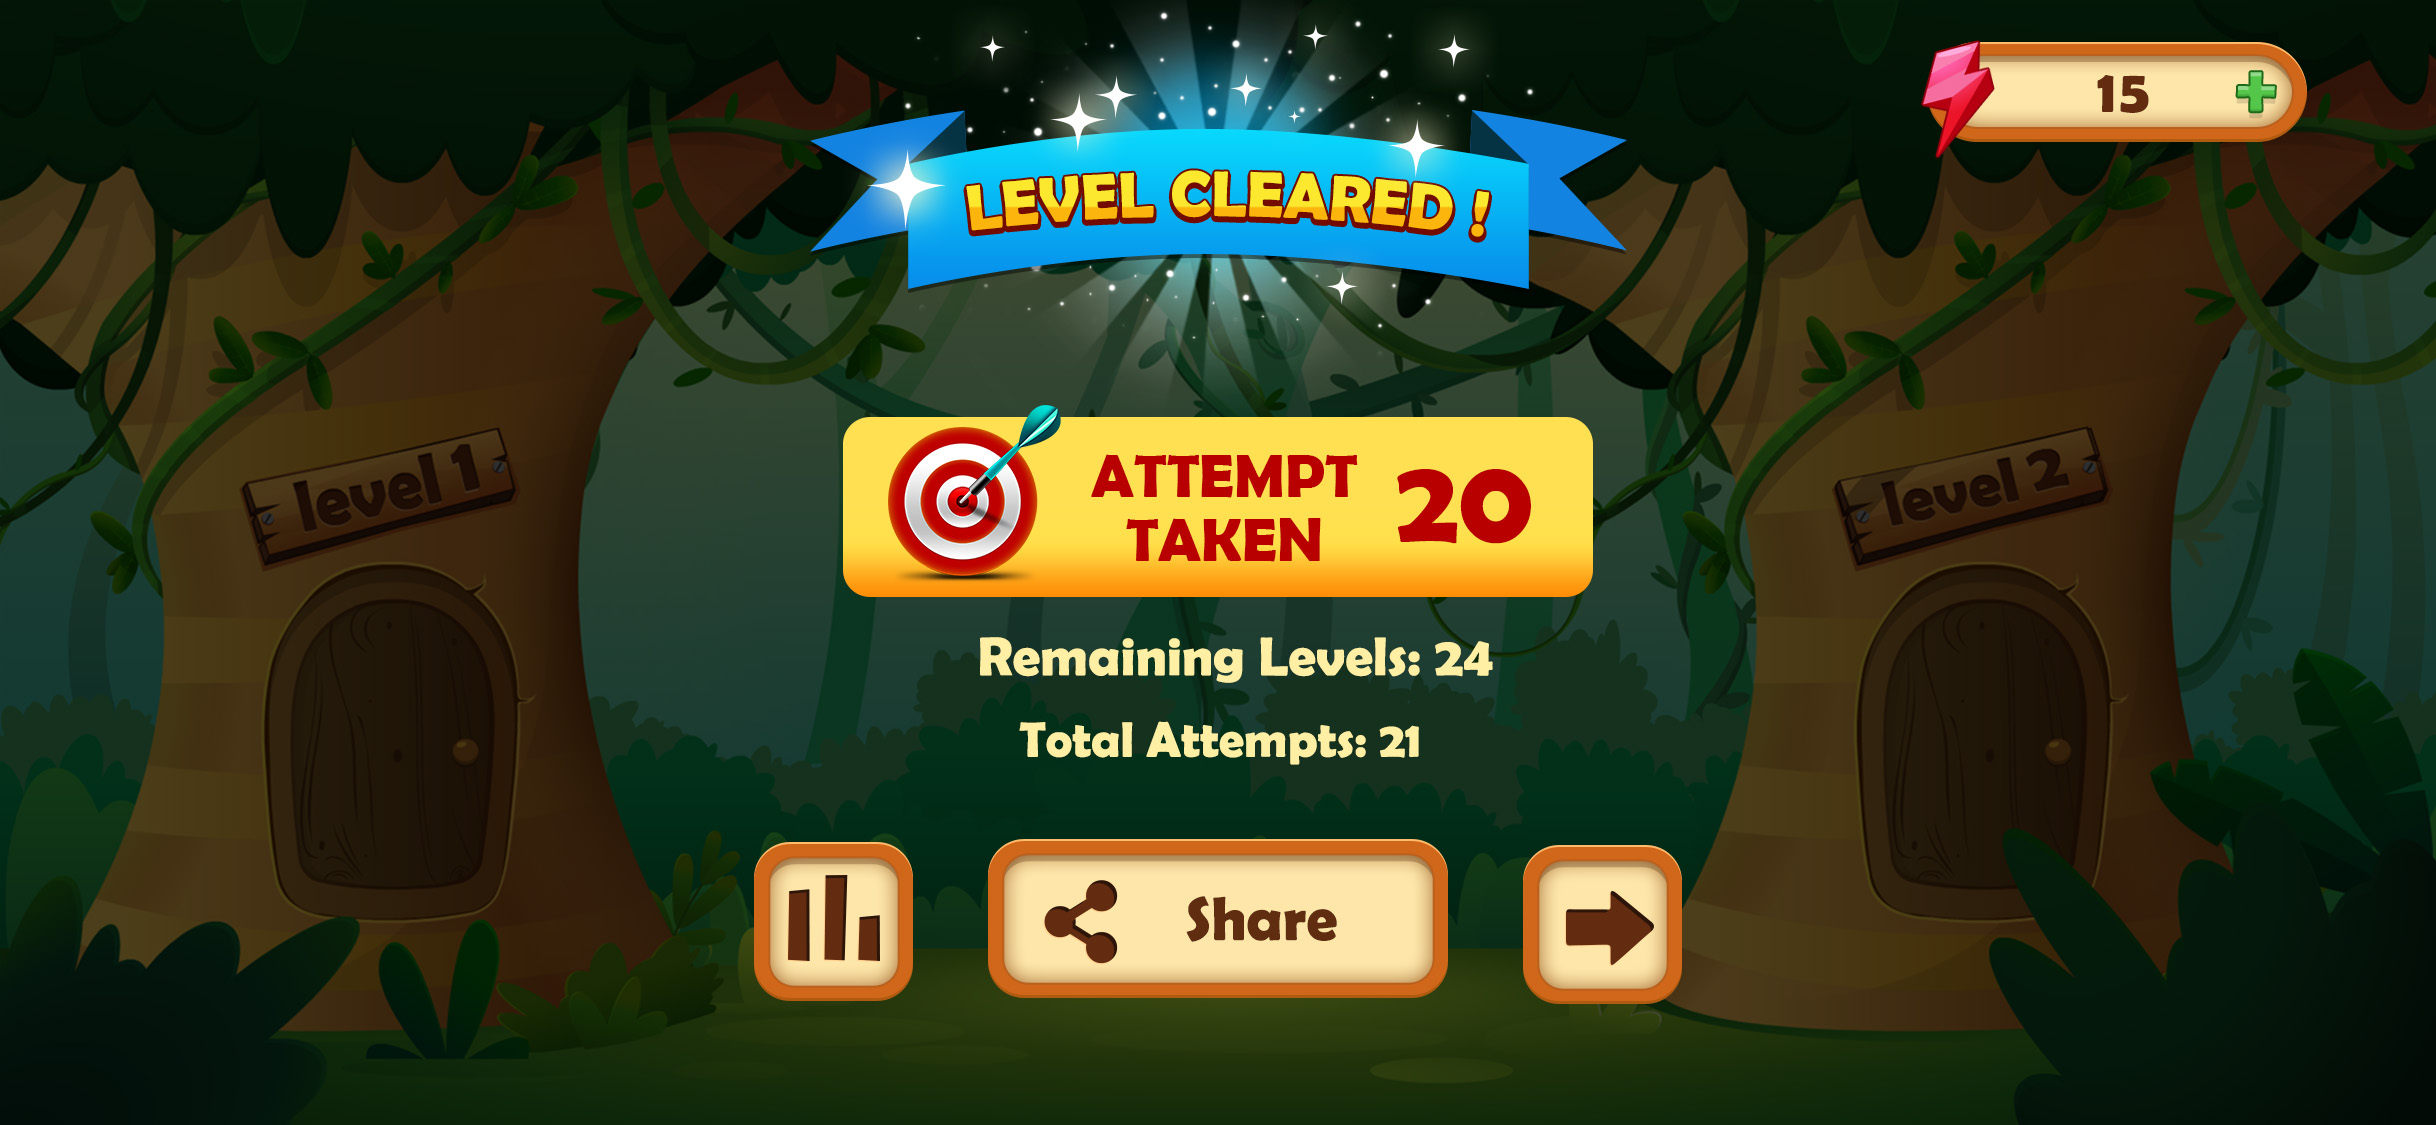 15
LEVEL CLEARED !
level 1
level 2
ATTEMPT
TAKEN
20
Remaining Levels: 24
Total Attempts: 21
Share